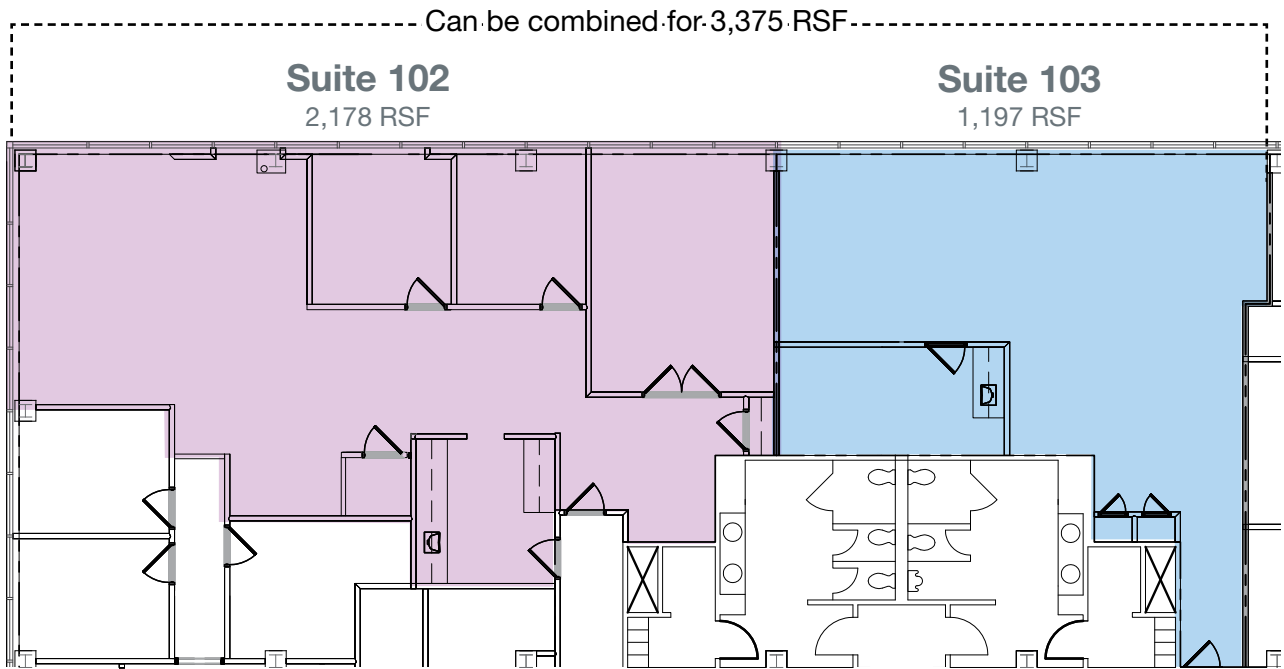 Can be combined for 3,375 RSF
Suite 102
2,178 RSF
Suite 103
1,197 RSF